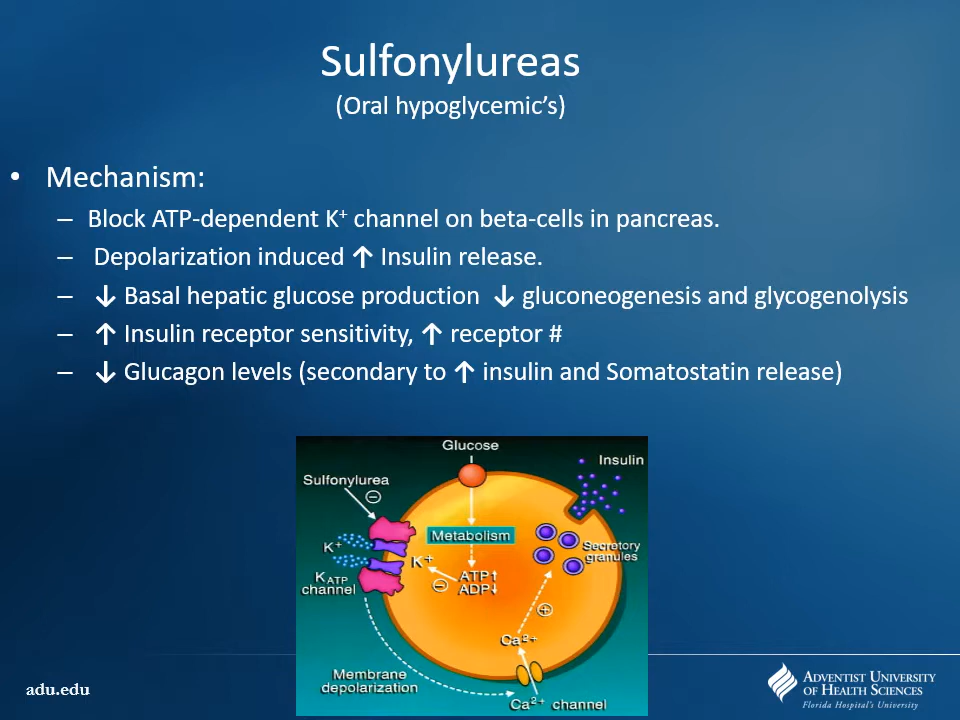 Sulfonylureas
(Oral hypoglycemic’s)
• Mechanism:
– Block ATP-dependent K⁺ channel on beta-cells in pancreas.
– Depolarization induced ↑ Insulin release.
– ↓ Basal hepatic glucose production ↓ gluconeogenesis and glycogenolysis
– ↑ Insulin receptor sensitivity, ↑ receptor #
– ↓ Glucagon levels (secondary to ↑ insulin and Somatostatin release)
Glucose
Insulin
Sulfonylurea
Metabolism
Secretory
granules
K⁺
K⁺
K ATP
channel
ATP↑
ADP↓
Ca²⁺
Membrane
depolarization
Ca²⁺ channel
adu.edu
ADVENTIST UNIVERSITY
OF HEALTH SCIENCES
Florida Hospital's University